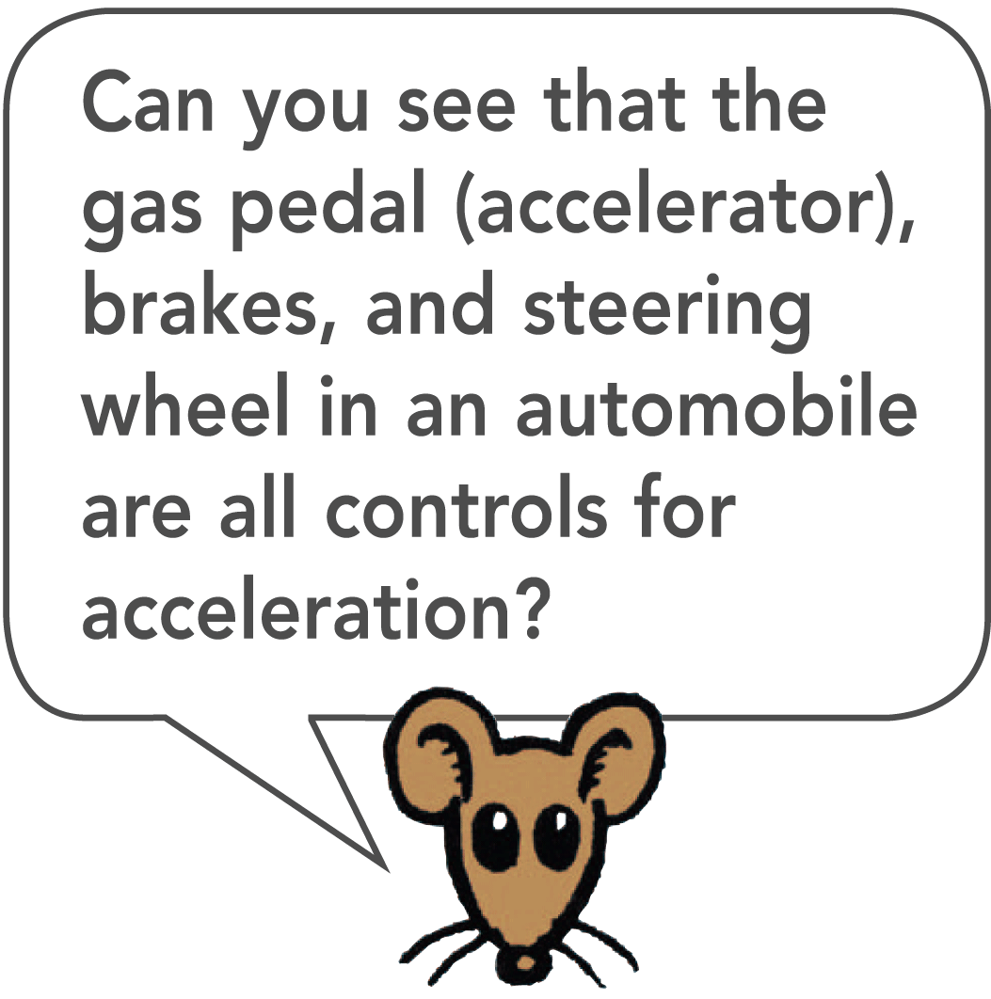 Can you see that the
gas pedal (accelerator),
brakes, and steering
wheel in an automobile
are all controls for
acceleration?